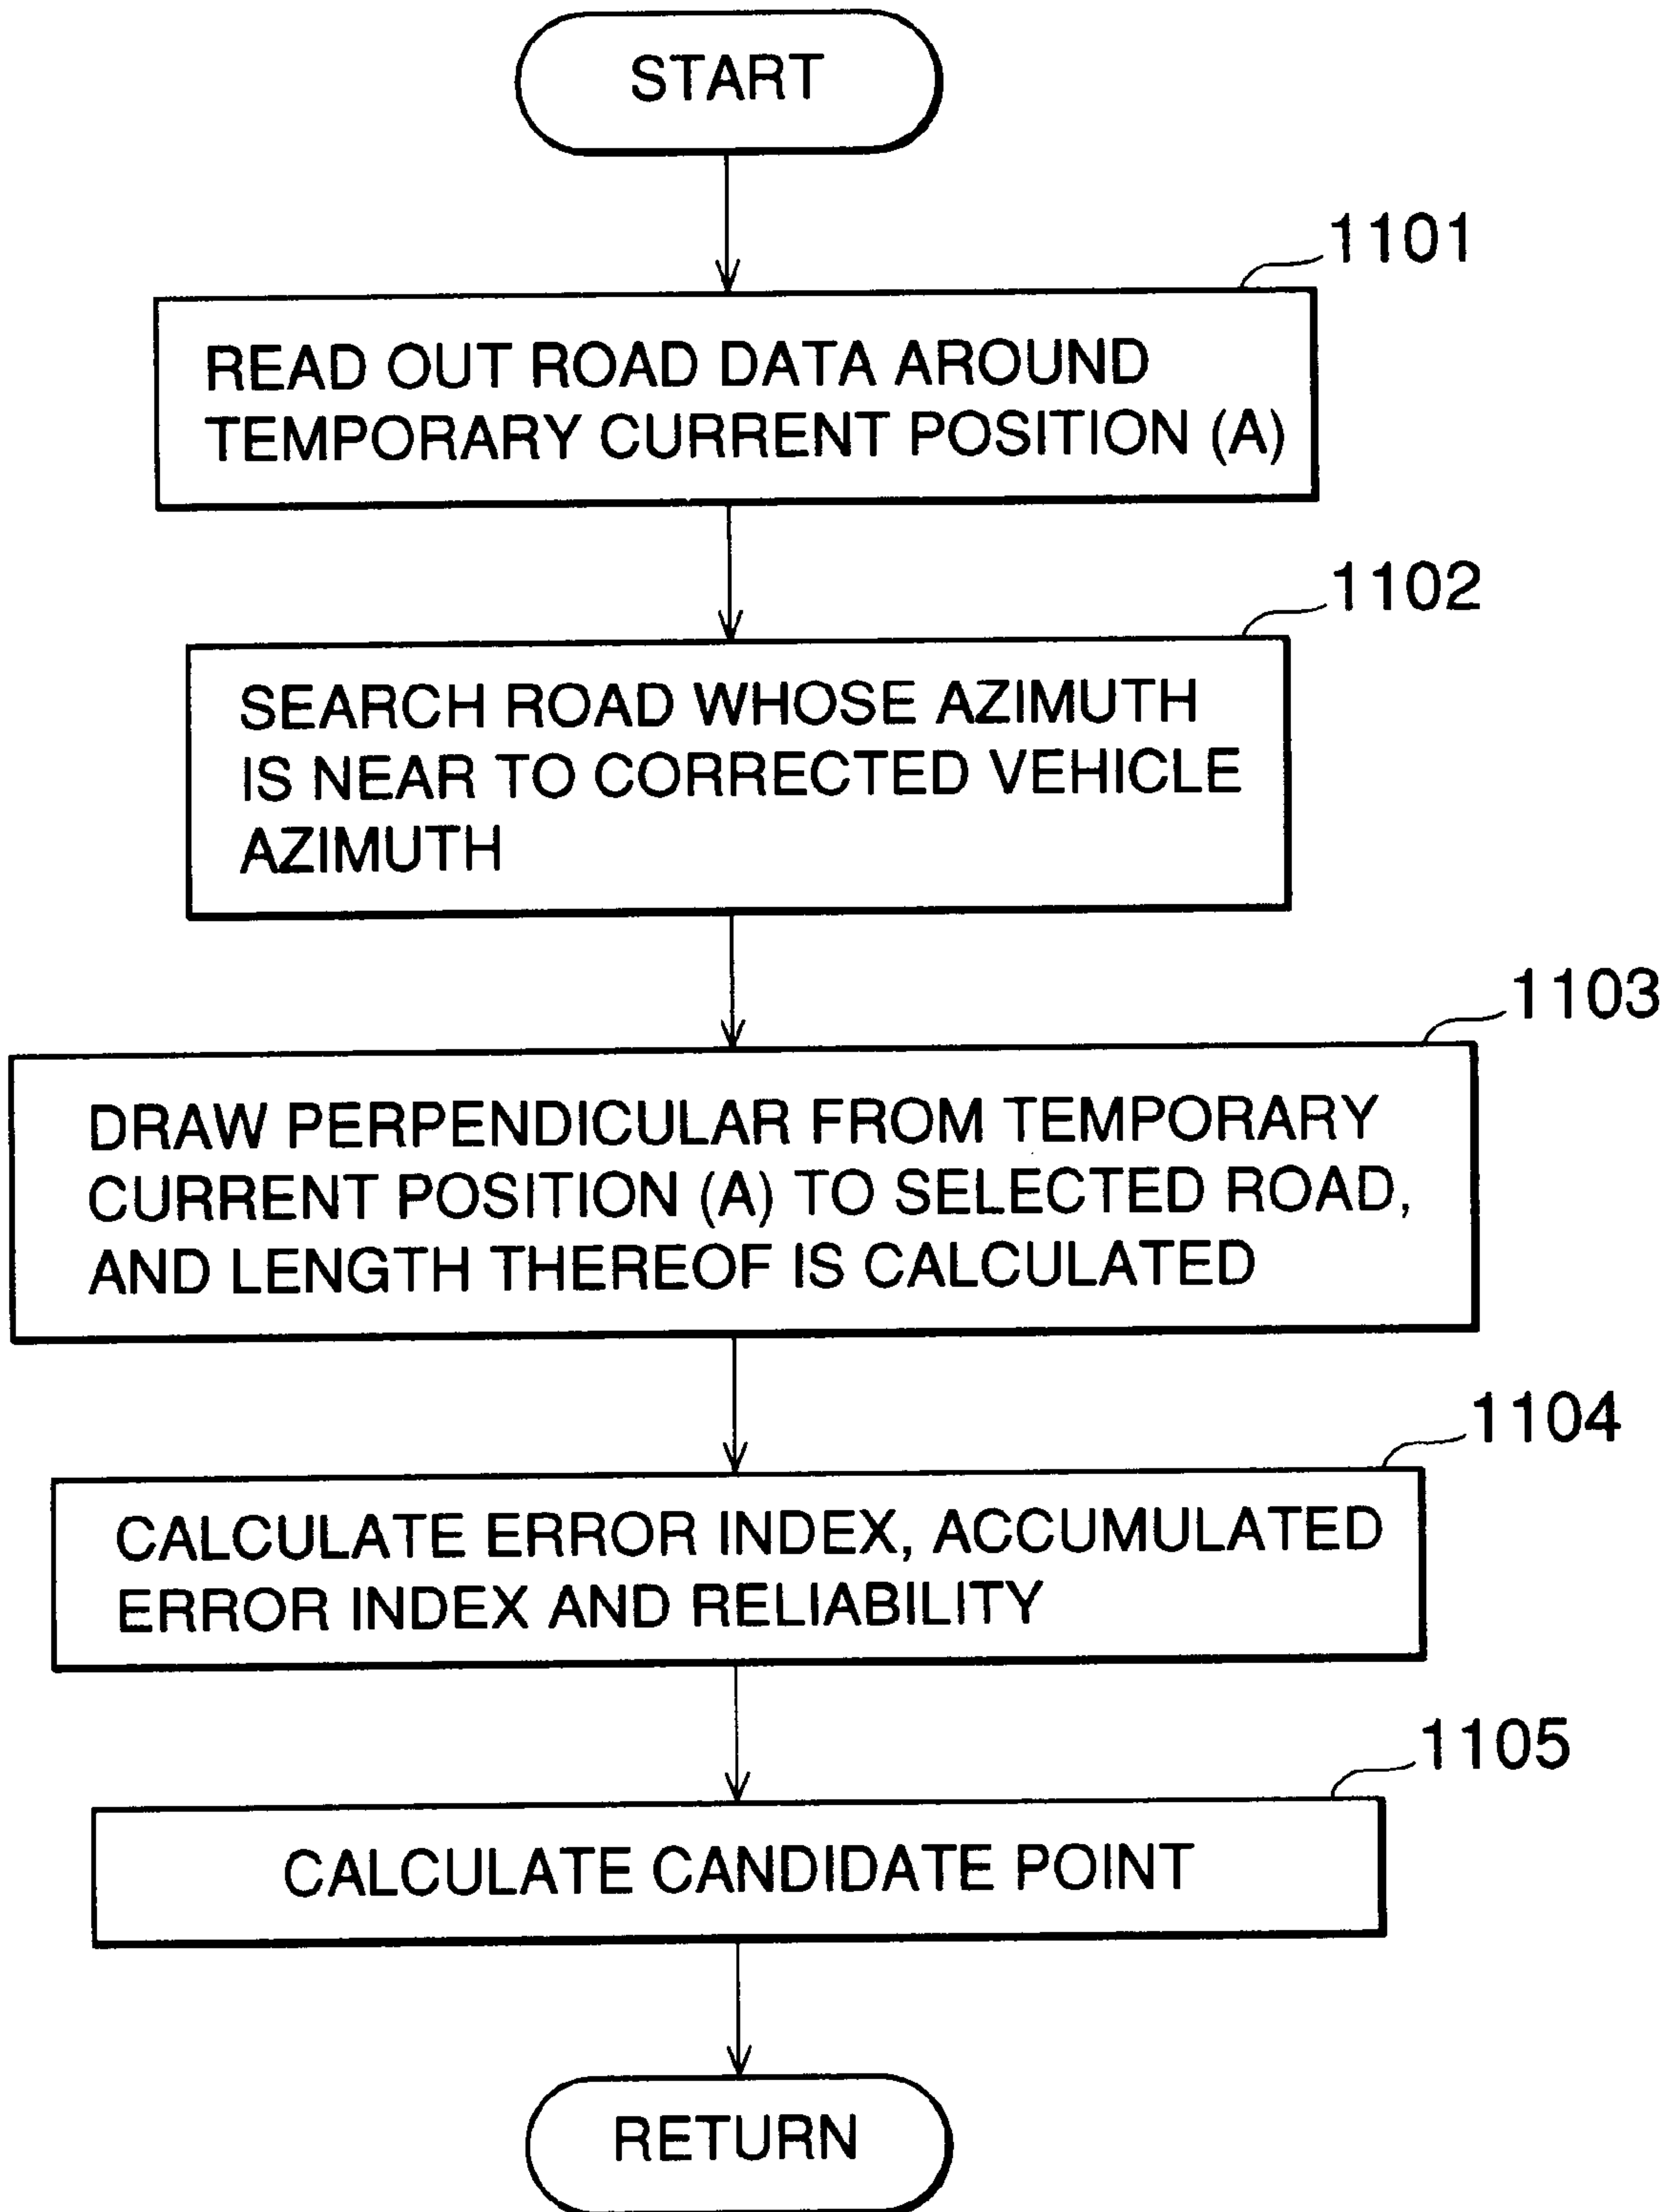 START
1101
READ OUT ROAD DATA AROUND
TEMPORARY CURRENT POSITION (A)
1102
SEARCH ROAD WHOSE AZIMUTH
IS NEAR TO CORRECTED VEHICLE
AZIMUTH
1103
DRAW PERPENDICULAR FROM TEMPORARY
CURRENT POSITION (A) TO SELECTED ROAD,
AND LENGTH THEREOF IS CALCULATED
1104
CALCULATE ERROR INDEX, ACCUMULATED
ERROR INDEX AND RELIABILITY
1105
CALCULATE CANDIDATE POINT
RETURN